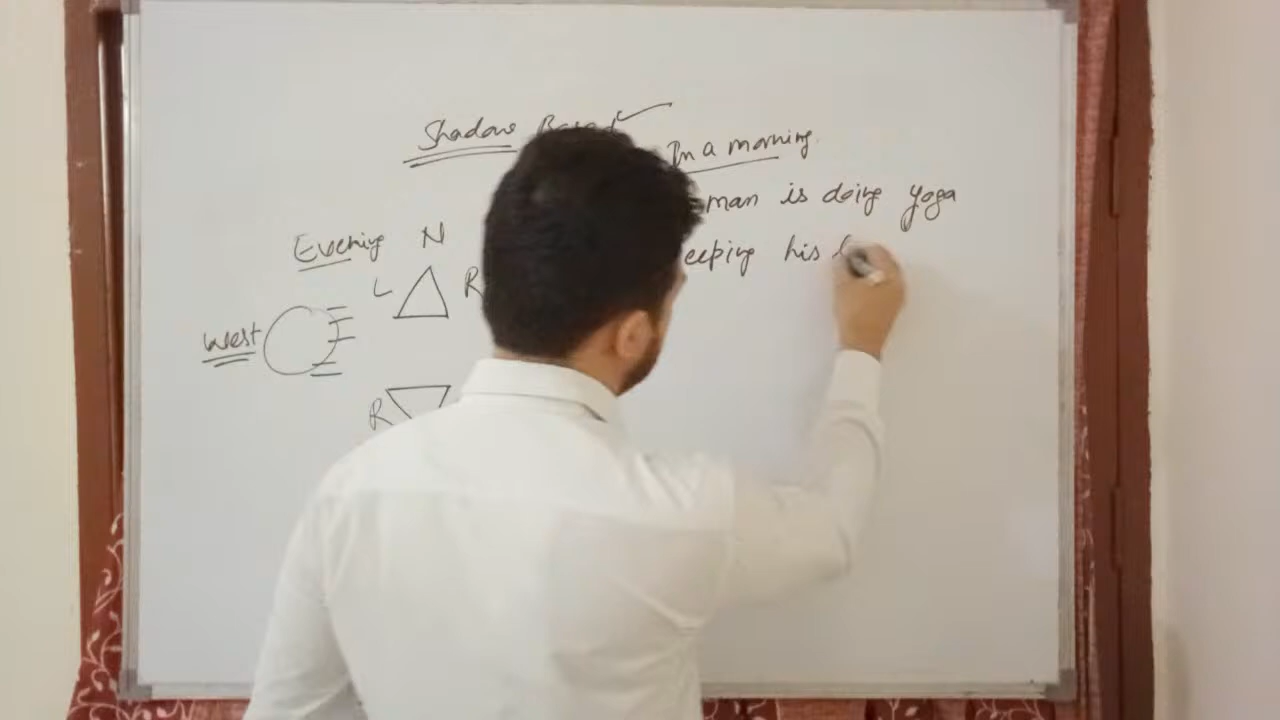 Shadow Based
In a morning.
man is doing yoga
eeping his
Evening N
L R
West
R